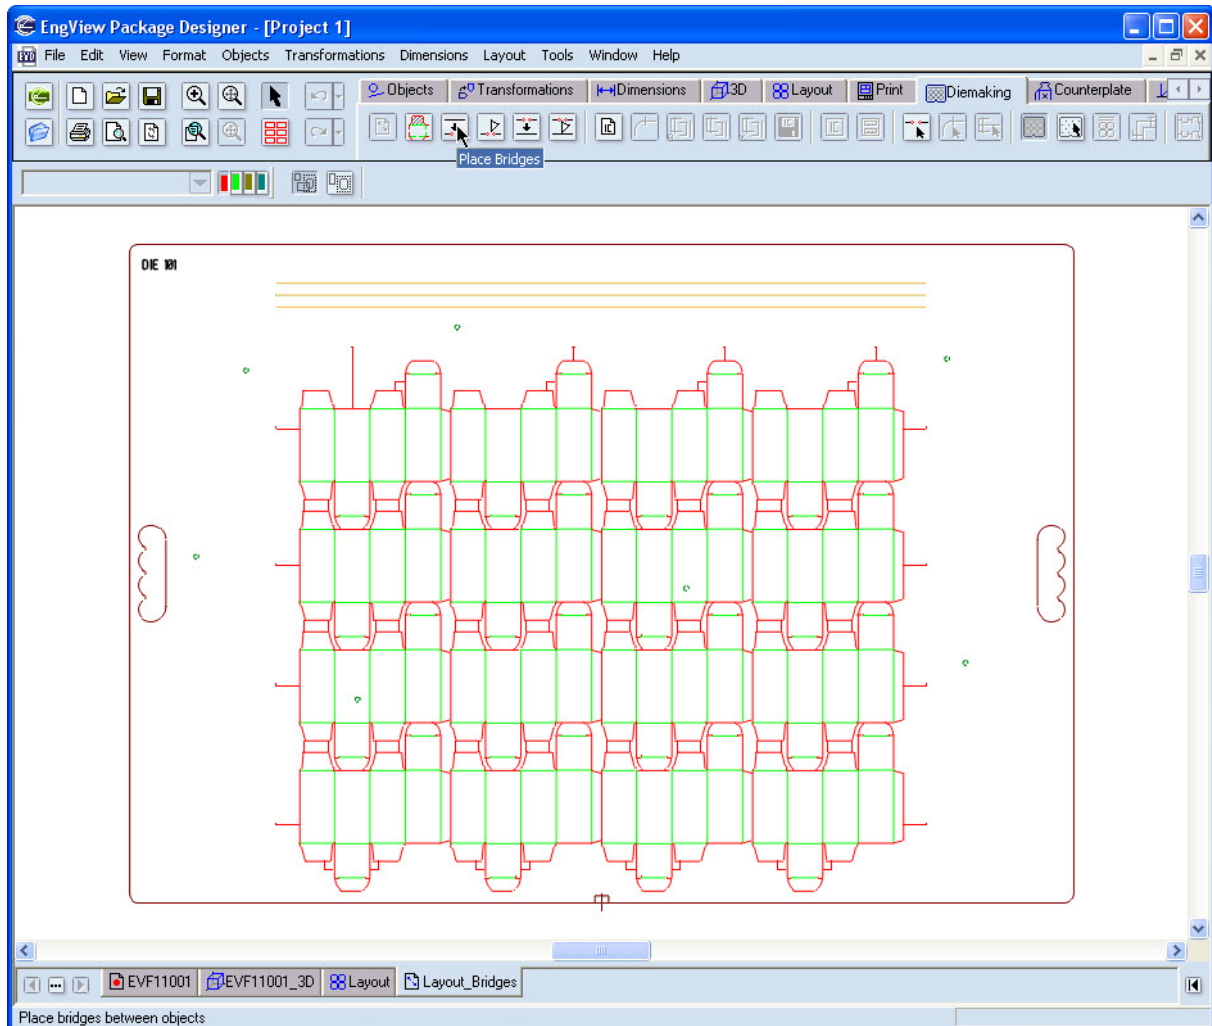 EngView Package Designer - [Project 1]
File Edit View Format Objects Transformations Dimensions Layout Tools Window Help
Objects Transformations Dimensions 3D Layout Print Diemaking Counterplate
Place Bridges
DIE 101
EVF11001 EVF11001_3D Layout Layout_Bridges
Place bridges between objects